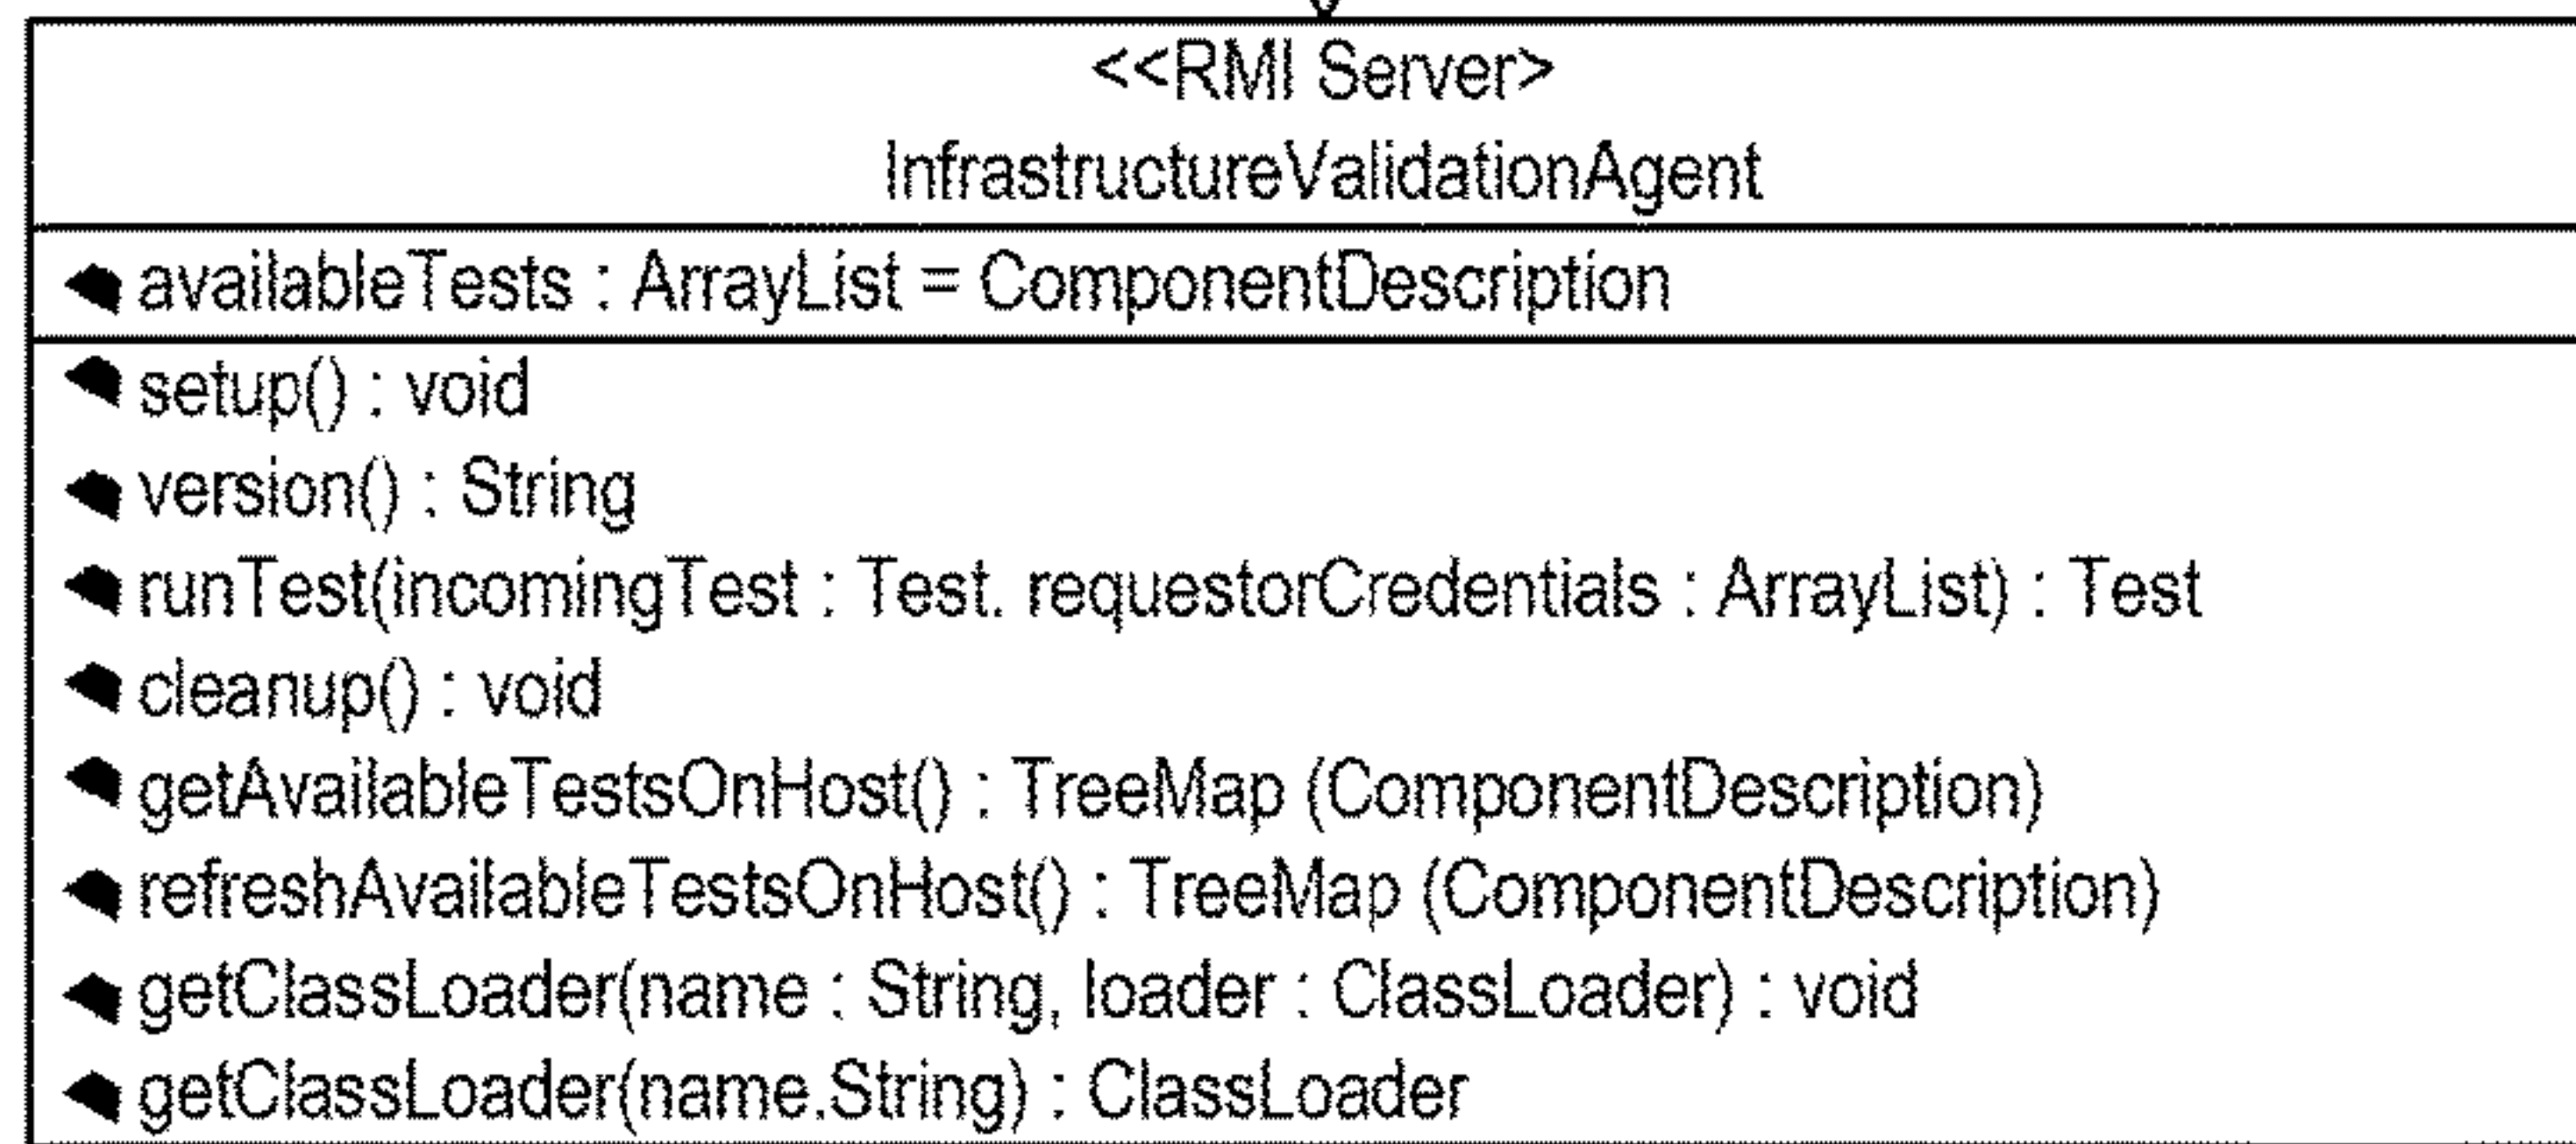 <<RMI Server>
InfrastructureValidationAgent
availableTests : ArrayList = ComponentDescription
setup() : void
version() : String
runTest(incomingTest : Test. requestorCredentials : ArrayList) : Test
cleanup() : void
getAvailableTestsOnHost() : TreeMap (ComponentDescription)
refreshAvailableTestsOnHost() : TreeMap (ComponentDescription)
getClassLoader(name : String, loader : ClassLoader) : void
getClassLoader(name.String) : ClassLoader